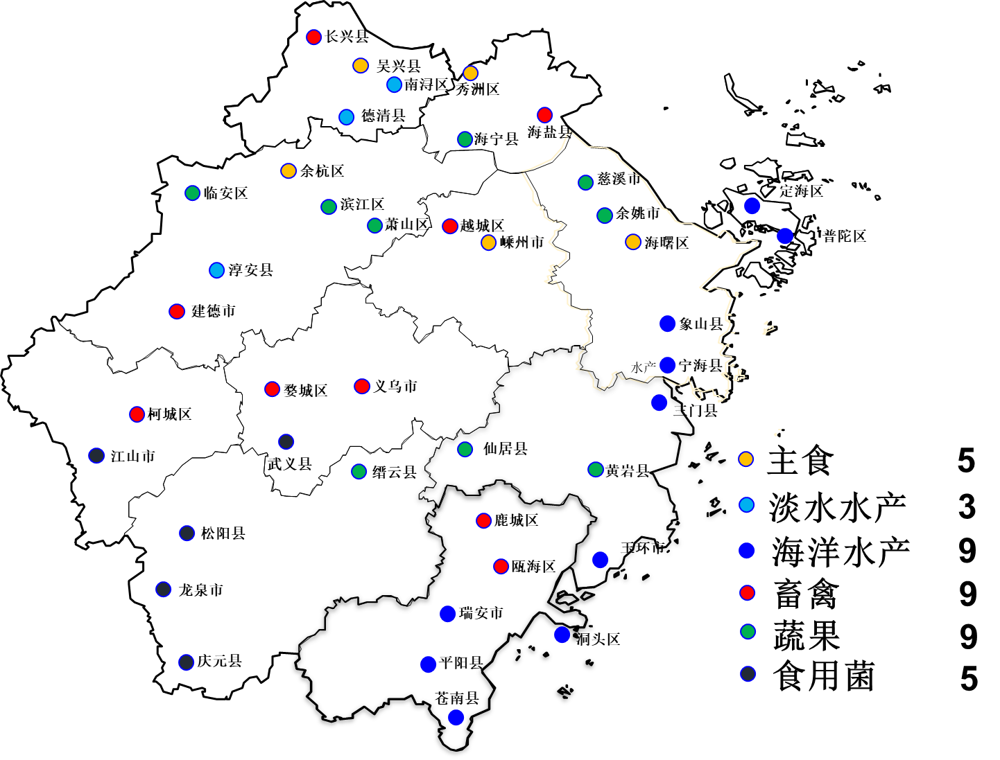 长兴县
吴兴县
南浔区
秀洲区
德清县
海盐县
海宁县
余杭区
慈溪市
临安区
定海区
滨江区
余姚市
萧山区
越城区
普陀区
嵊州市
海曙区
淳安县
建德市
象山县
水产
宁海县
义乌市
婺城区
三门县
柯城区
仙居县
江山市
武义县
缙云县
黄岩县
主食 5
淡水水产 3
鹿城区
松阳县
玉环市
海洋水产 9
瓯海区
龙泉市
畜禽 9
瑞安市
洞头区
蔬果 9
庆元县
平阳县
食用菌 5
苍南县